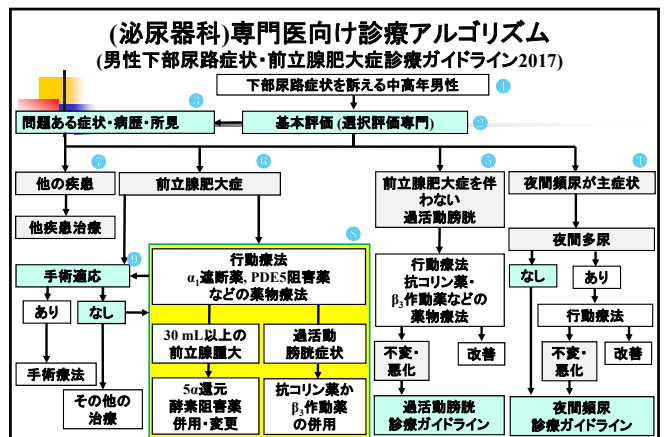 (泌尿器科)専門医向け診療アルゴリズム
(男性下部尿路症状・前立腺肥大症診療ガイドライン2017)
下部尿路症状を訴える中高年男性
1
3
問題ある症状・病歴・所見
基本評価 (選択評価専門)
2
7
他の疾患
6
前立腺肥大症
5
前立腺肥大症を伴
わない
過活動膀胱
夜間頻尿が主症状
他疾患治療
夜間多尿
9
手術適応
8
行動療法
α1遮断薬, PDE5阻害薬
などの薬物療法
行動療法
抗コリン薬・
β3作動薬などの
薬物療法
なし
あり
あり
なし
行動療法
30 mL以上の
前立腺腫大
過活動
膀胱症状
不変・
悪化
改善
不変・
悪化
改善
手術療法
その他の
治療
5α還元
酵素阻害薬
併用・変更
抗コリン薬か
β3作動薬
の併用
過活動膀胱
診療ガイドライン
夜間頻尿
診療ガイドライン